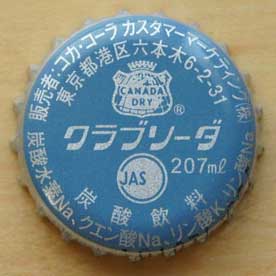 販売者:コカ・コーラ カスタマーマーケティング(株)
東京都港区六本木6-2-31
CANADA
DRY
®
クラブソーダ
JAS
207ml
炭酸飲料
炭酸水素Na、クエン酸Na、リン酸K、リン酸